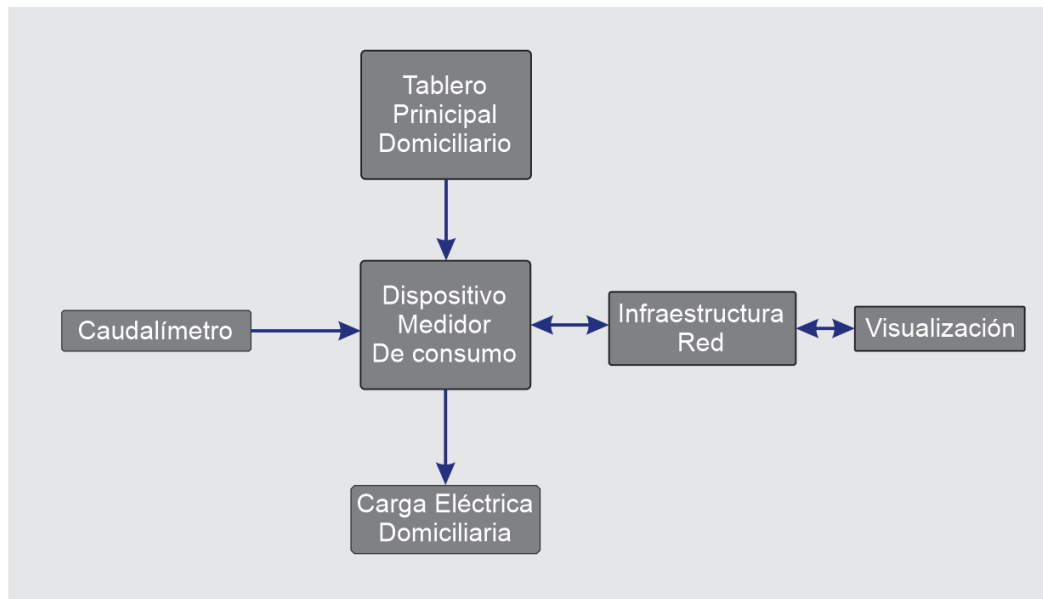 Tablero
Prinicipal
Domiciliario
Dispositivo
Medidor
De consumo
Caudalímetro
Infraestructura
Red
Visualización
Carga Eléctrica
Domiciliaria